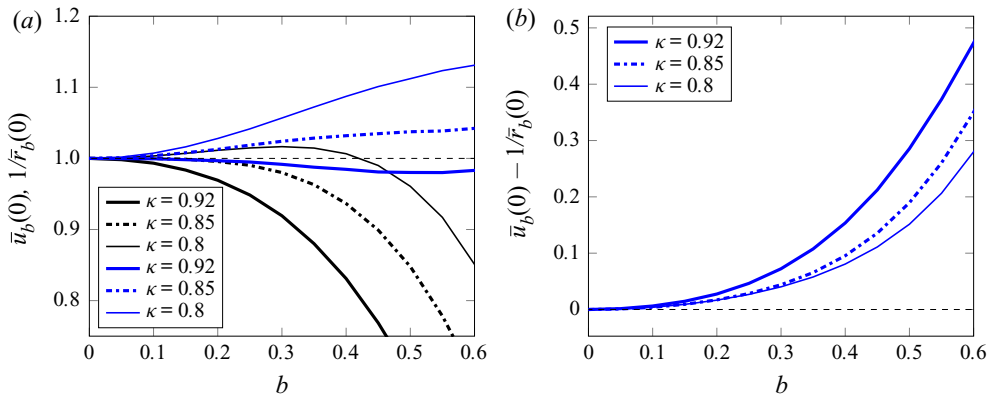 (a)
1.2
1.1
1.0
0.9
0.8
ū_b(0), 1/r̄_b(0)
κ = 0.92
κ = 0.85
κ = 0.8
κ = 0.92
κ = 0.85
κ = 0.8
0 0.1 0.2 0.3 0.4 0.5 0.6
b
(b)
0.5
0.4
0.3
0.2
0.1
0
ū_b(0) − 1/r̄_b(0)
κ = 0.92
κ = 0.85
κ = 0.8
0 0.1 0.2 0.3 0.4 0.5 0.6
b